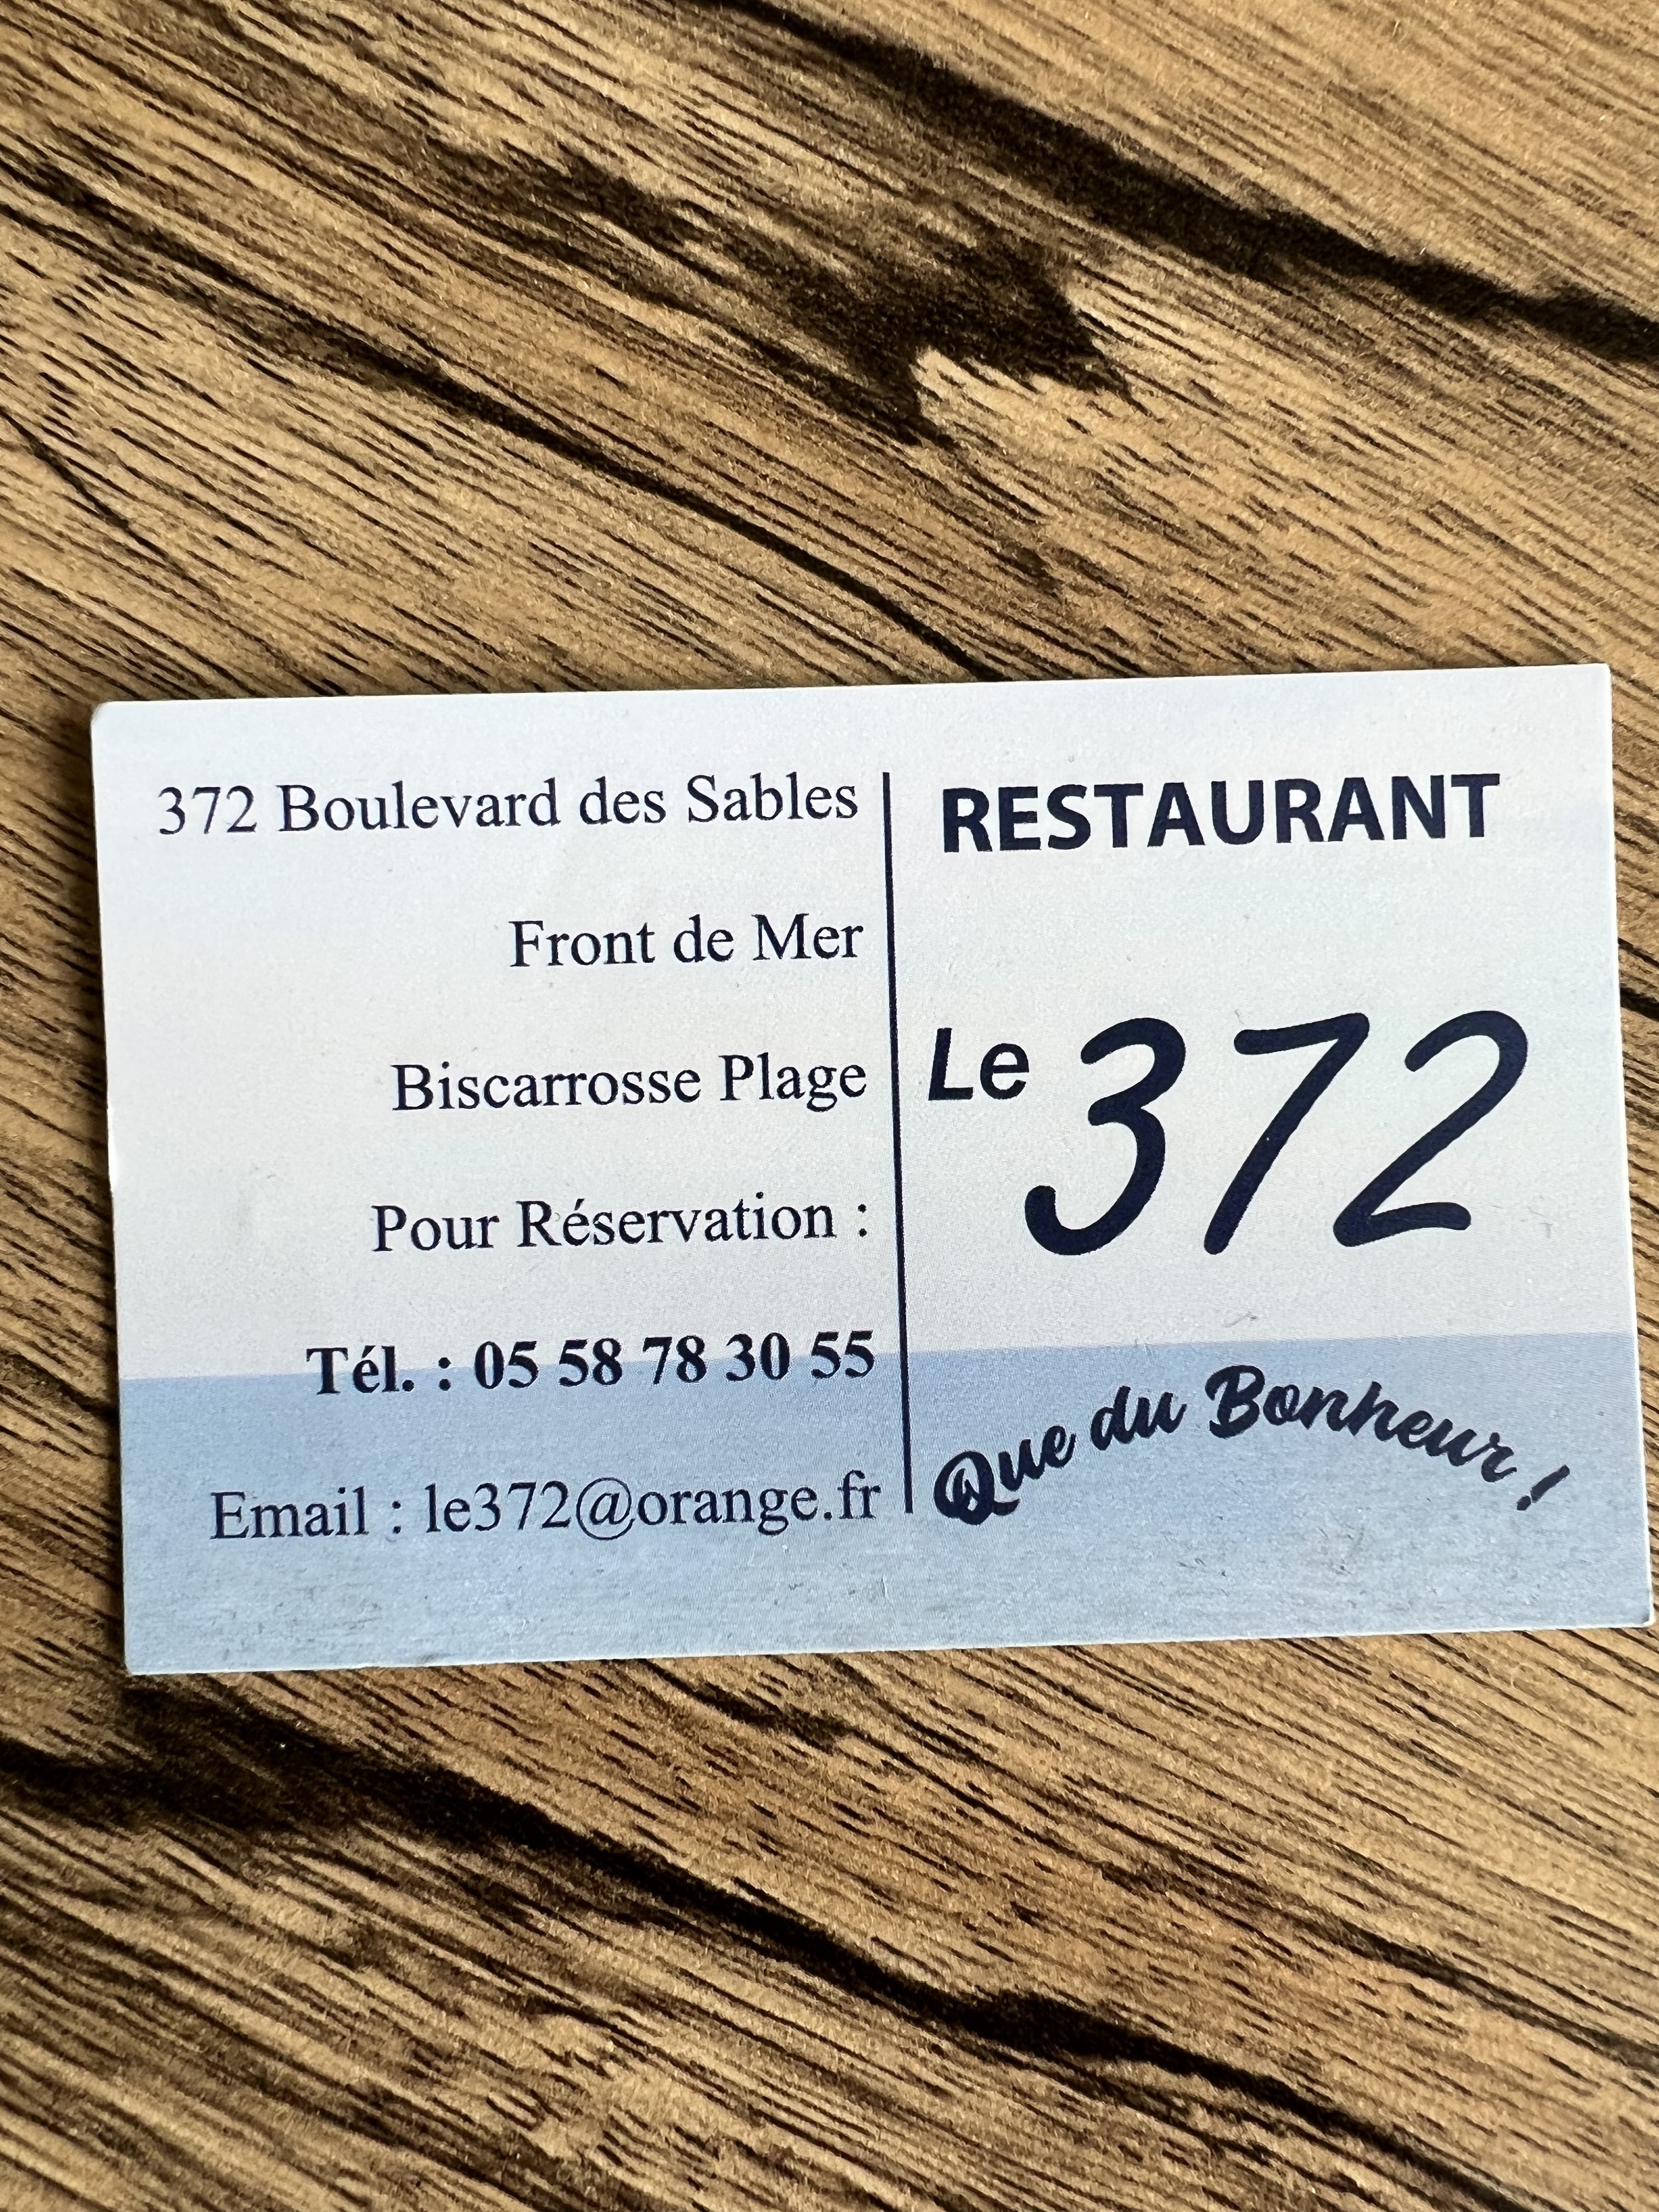 372 Boulevard des Sables
Front de Mer
Biscarrosse Plage
Pour Réservation :
Tél. : 05 58 78 30 55
Email : le372@orange.fr
RESTAURANT
Le 372
Que du Bonheur !